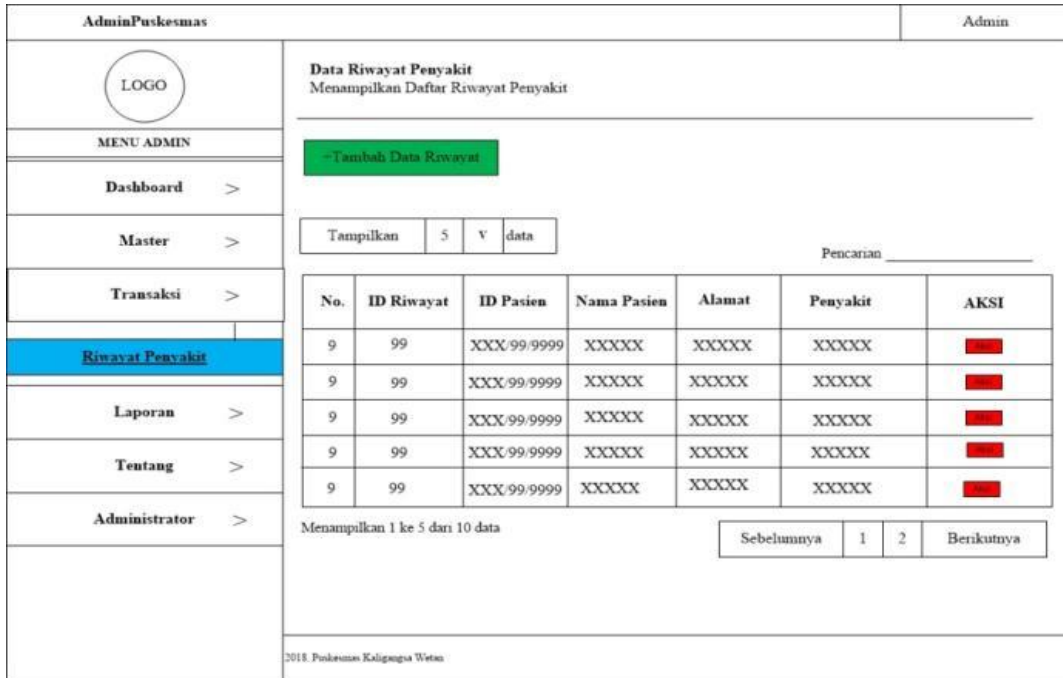 AdminPuskesmas Admin
LOGO
MENU ADMIN
Dashboard >
Master >
Transaksi >
Riwayat Penyakit
Laporan >
Tentang >
Administrator >
Data Riwayat Penyakit
Menampilkan Daftar Riwayat Penyakit
+Tambah Data Riwayat
Tampilkan 5 v data
Pencarian
No. ID Riwayat ID Pasien Nama Pasien Alamat Penyakit AKSI
9 99 XXX/99/9999 XXXXX XXXXX XXXXX
9 99 XXX/99/9999 XXXXX XXXXX XXXXX
9 99 XXX/99/9999 XXXXX XXXXX XXXXX
9 99 XXX/99/9999 XXXXX XXXXX XXXXX
9 99 XXX/99/9999 XXXXX XXXXX XXXXX
Menampilkan 1 ke 5 dari 10 data
Sebelumnya 1 2 Berikutnya
2018. Puskesmas Kaligangsa Wetan